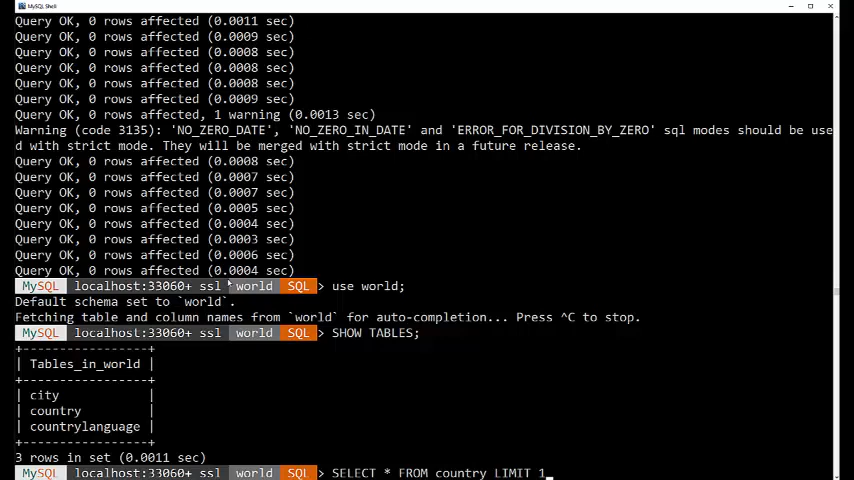 MySQL Shell
Query OK, 0 rows affected (0.0011 sec)
Query OK, 0 rows affected (0.0009 sec)
Query OK, 0 rows affected (0.0008 sec)
Query OK, 0 rows affected (0.0008 sec)
Query OK, 0 rows affected (0.0008 sec)
Query OK, 0 rows affected (0.0009 sec)
Query OK, 0 rows affected, 1 warning (0.0013 sec)
Warning (code 3135): 'NO_ZERO_DATE', 'NO_ZERO_IN_DATE' and 'ERROR_FOR_DIVISION_BY_ZERO' sql modes should be use
d with strict mode. They will be merged with strict mode in a future release.
Query OK, 0 rows affected (0.0008 sec)
Query OK, 0 rows affected (0.0007 sec)
Query OK, 0 rows affected (0.0007 sec)
Query OK, 0 rows affected (0.0005 sec)
Query OK, 0 rows affected (0.0004 sec)
Query OK, 0 rows affected (0.0003 sec)
Query OK, 0 rows affected (0.0006 sec)
Query OK, 0 rows affected (0.0004 sec)
MySQL localhost:33060+ ssl world SQL > use world;
Default schema set to `world`.
Fetching table and column names from `world` for auto-completion... Press ^C to stop.
MySQL localhost:33060+ ssl world SQL > SHOW TABLES;
+-----------------+
| Tables_in_world |
+-----------------+
| city            |
| country         |
| countrylanguage |
+-----------------+
3 rows in set (0.0011 sec)
MySQL localhost:33060+ ssl world SQL > SELECT * FROM country LIMIT 1